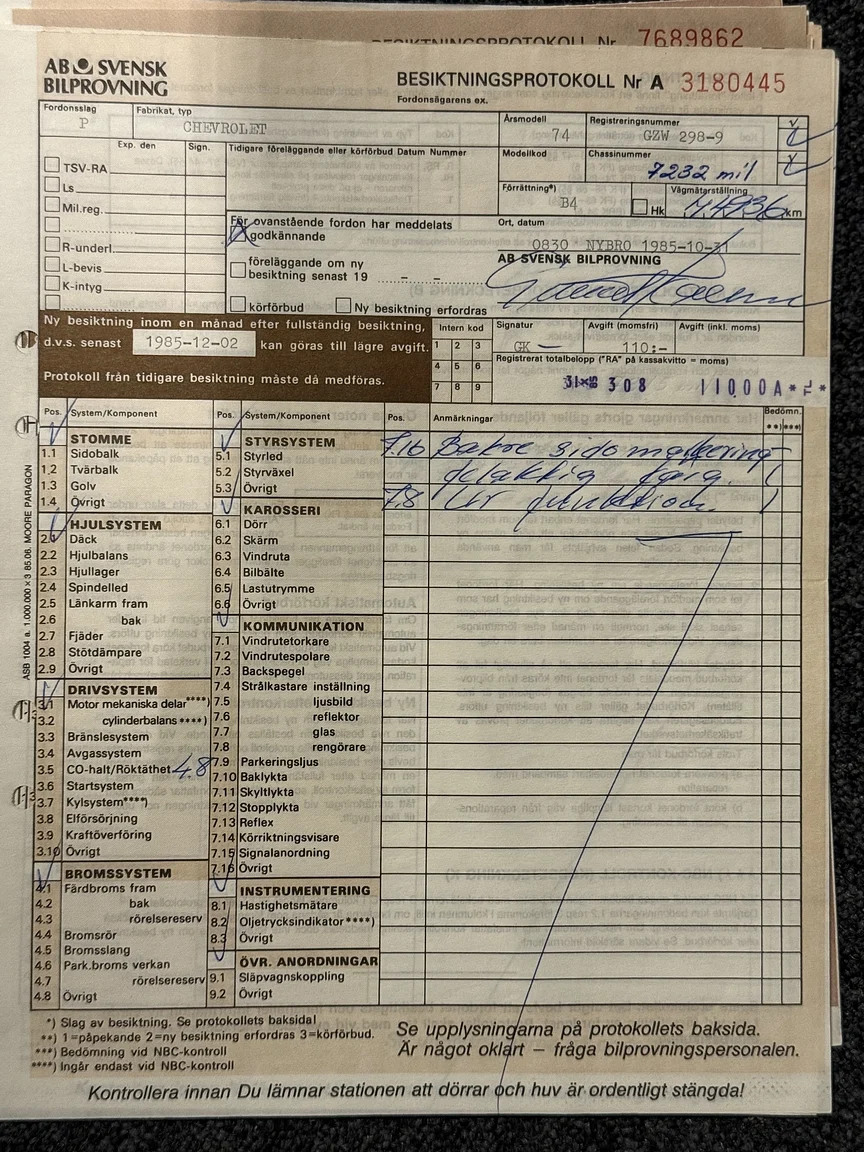 7689862
AB SVENSK
BILPROVNING
BESIKTNINGSPROTOKOLL Nr A 3180445
Fordonsägarens ex.
Fordonsslag
P
Fabrikat, typ
CHEVROLET
Årsmodell
74
Registreringsnummer
GZW 298-9
Exp. den
Sign.
Tidigare föreläggande eller körförbud Datum Nummer
Modellkod
Chassinummer
7232 mil
TSV-RA
Ls
Mil.reg.
R-underl.
L-bevis
K-intyg
Förrättning*)
B4
Hk
Vägmätarställning
km
För ovanstående fordon har meddelats
godkännande
föreläggande om ny
besiktning senast 19 – –
körförbud
Ny besiktning erfordras
Ort, datum
0830 NYBRO 1985-10-31
AB SVENSK BILPROVNING
Ny besiktning inom en månad efter fullständig besiktning,
d.v.s. senast 1985-12-02 kan göras till lägre avgift.
Protokoll från tidigare besiktning måste då medföras.
Intern kod
1 2 3
4 5 6
7 8 9
Signatur
GK
Avgift (momsfri)
110:-
Avgift (inkl. moms)
Registrerat totalbelopp ("RA" på kassakvitto = moms)
308 11000A*
Pos. System/Komponent
STOMME
1.1 Sidobalk
1,2 Tvärbalk
1.3 Golv
1.4 Övrigt
HJULSYSTEM
2.1 Däck
2.2 Hjulbalans
2.3 Hjullager
2.4 Spindelled
2.5 Länkarm fram
2.6 bak
2.7 Fjäder
2.8 Stötdämpare
2.9 Övrigt
DRIVSYSTEM
3.1 Motor mekaniska delar****)
3.2 cylinderbalans ****)
3.3 Bränslesystem
3.4 Avgassystem
3.5 CO-halt/Röktäthet 4.8
3.6 Startsystem
3.7 Kylsystem****)
3.8 Elförsörjning
3.9 Kraftöverföring
3.10 Övrigt
BROMSSYSTEM
4.1 Färdbroms fram
4.2 bak
4.3 rörelsereserv
4.4 Bromsrör
4.5 Bromsslang
4.6 Park.broms verkan
4.7 rörelsereserv
4.8 Övrigt
Pos. System/Komponent
STYRSYSTEM
5.1 Styrled
5.2 Styrväxel
5.3 Övrigt
KAROSSERI
6.1 Dörr
6.2 Skärm
6.3 Vindruta
6.4 Bilbälte
6.5 Lastutrymme
6.6 Övrigt
KOMMUNIKATION
7.1 Vindrutetorkare
7.2 Vindrutespolare
7.3 Backspegel
7.4 Strålkastare inställning
7.5 ljusbild
7.6 reflektor
7.7 glas
7.8 rengörare
7.9 Parkeringsljus
7.10 Baklykta
7.11 Skyltlykta
7.12 Stopplykta
7.13 Reflex
7.14 Körriktningsvisare
7.15 Signalanordning
7.16 Övrigt
INSTRUMENTERING
8.1 Hastighetsmätare
8.2 Oljetrycksindikator****)
8.3 Övrigt
ÖVR. ANORDNINGAR
9.1 Släpvagnskoppling
9.2 Övrigt
Pos. Anmärkningar
Bedömn.
**) ***)
7.16 Bakre sidomarkering
felaktig färg. 1
7.8 Ur funktion. 1
ASB 1004 a. 1.000.000 x 3 85.08. MOORE PARAGON
*) Slag av besiktning. Se protokollets baksida!
**) 1=påpekande 2=ny besiktning erfordras 3=körförbud.
***) Bedömning vid NBC-kontroll
****) Ingår endast vid NBC-kontroll
Se upplysningarna på protokollets baksida.
Är något oklart – fråga bilprovningspersonalen.
Kontrollera innan Du lämnar stationen att dörrar och huv är ordentligt stängda!